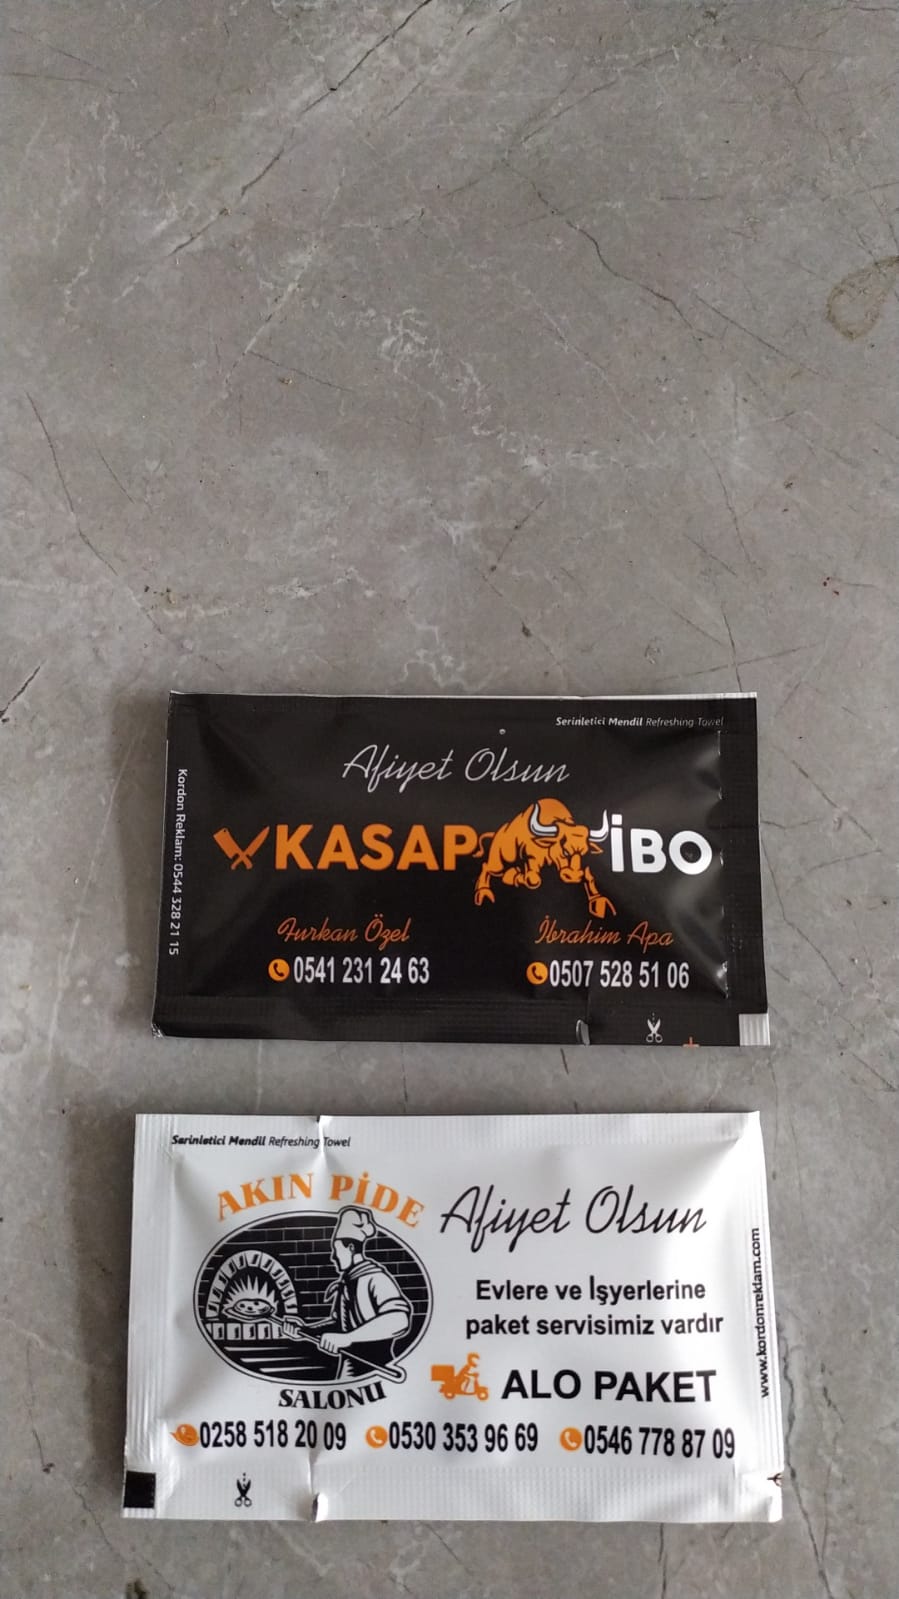 Serinletici Mendil Refreshing Towel
Afiyet Olsun
KASAP İBO
Furkan Özel
İbrahim Apa
0541 231 24 63
0507 528 51 06
Kordon Reklam: 0544 328 21 15
Serinletici Mendil Refreshing Towel
AKIN PİDE
SALONU
Afiyet Olsun
Evlere ve İşyerlerine
paket servisimiz vardır
ALO PAKET
0258 518 20 09
0530 353 96 69
0546 778 87 09
www.kordonreklam.com